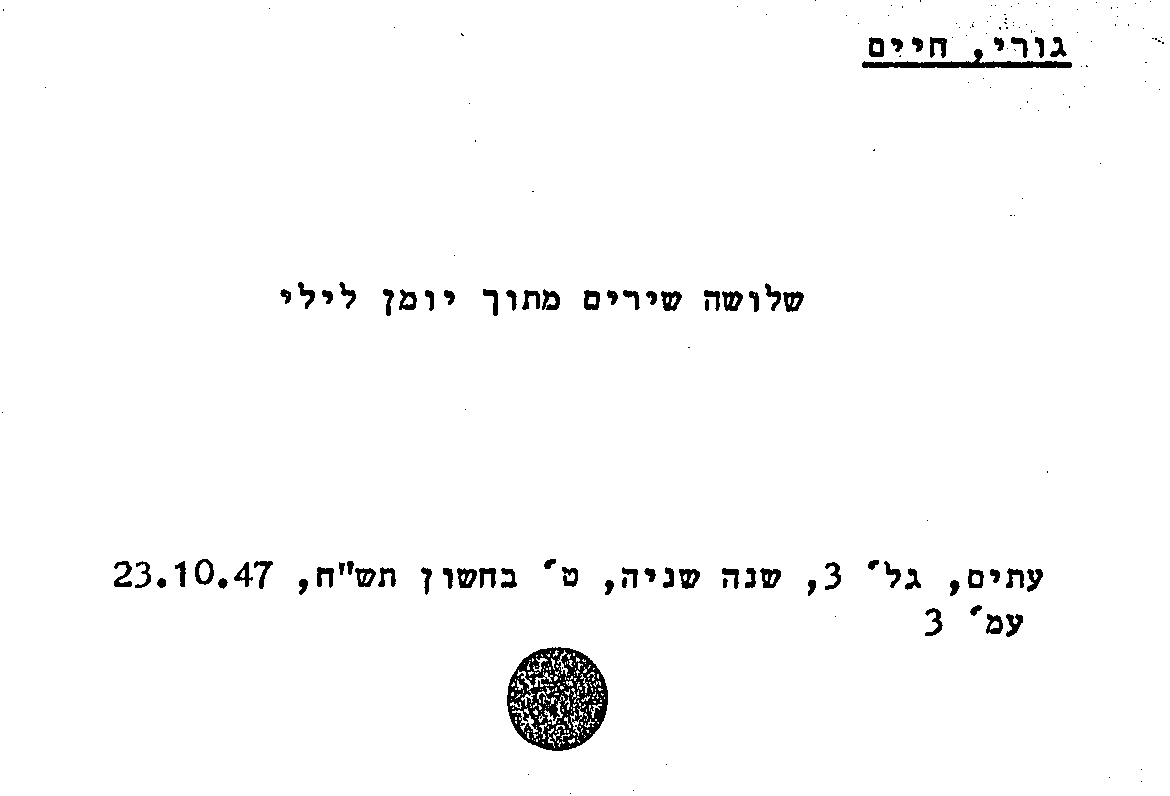 גורי, חיים
שלושה שירים מתוך יומן לילי
עתים, גל׳ 3, שנה שניה, ט׳ בחשון תש"ח, 23.10.47
עמ׳ 3